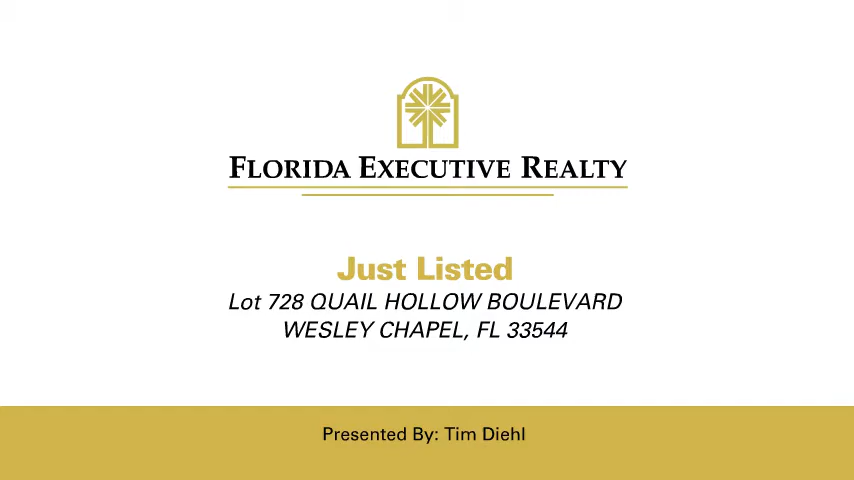 FLORIDA EXECUTIVE REALTY
Just Listed
Lot 728 QUAIL HOLLOW BOULEVARD
WESLEY CHAPEL, FL 33544
Presented By: Tim Diehl